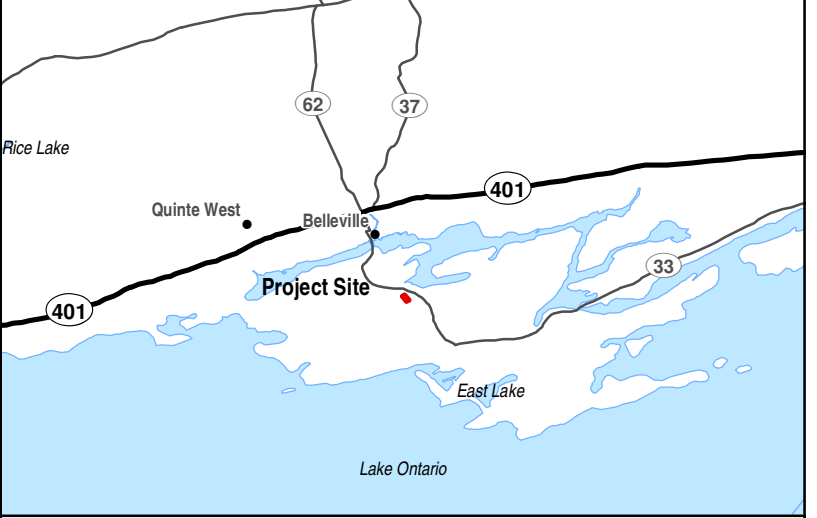 62
37
Rice Lake
401
Quinte West
Belleville
33
Project Site
401
East Lake
Lake Ontario